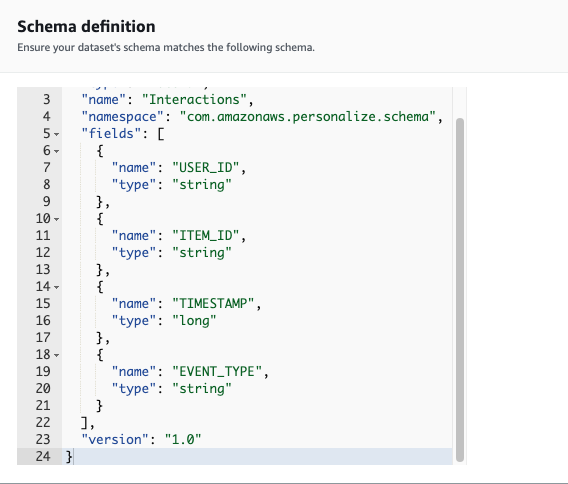 Schema definition
Ensure your dataset's schema matches the following schema.
3 "name": "Interactions",
4 "namespace": "com.amazonaws.personalize.schema",
5 "fields": [
6 {
7 "name": "USER_ID",
8 "type": "string"
9 },
10 {
11 "name": "ITEM_ID",
12 "type": "string"
13 },
14 {
15 "name": "TIMESTAMP",
16 "type": "long"
17 },
18 {
19 "name": "EVENT_TYPE",
20 "type": "string"
21 }
22 ],
23 "version": "1.0"
24 }